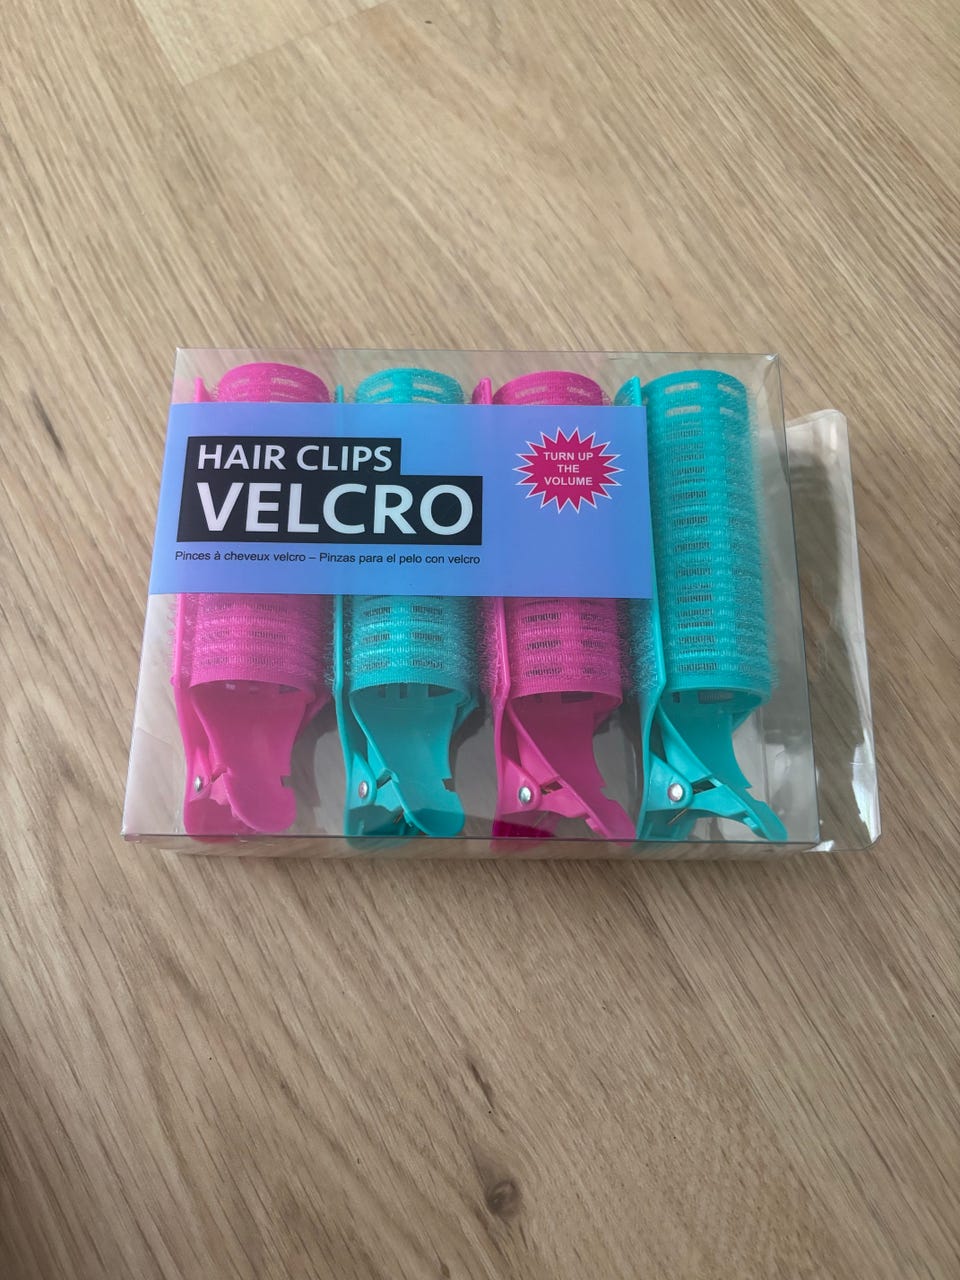 HAIR CLIPS
VELCRO
Pinces à cheveux velcro – Pinzas para el pelo con velcro
TURN UP
THE
VOLUME